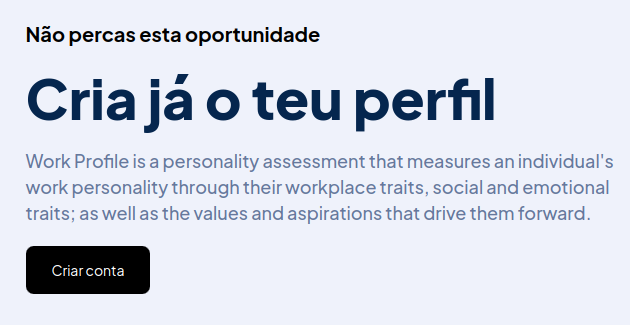 Não percas esta oportunidade
Cria já o teu perfil
Work Profile is a personality assessment that measures an individual's
work personality through their workplace traits, social and emotional
traits; as well as the values and aspirations that drive them forward.
Criar conta